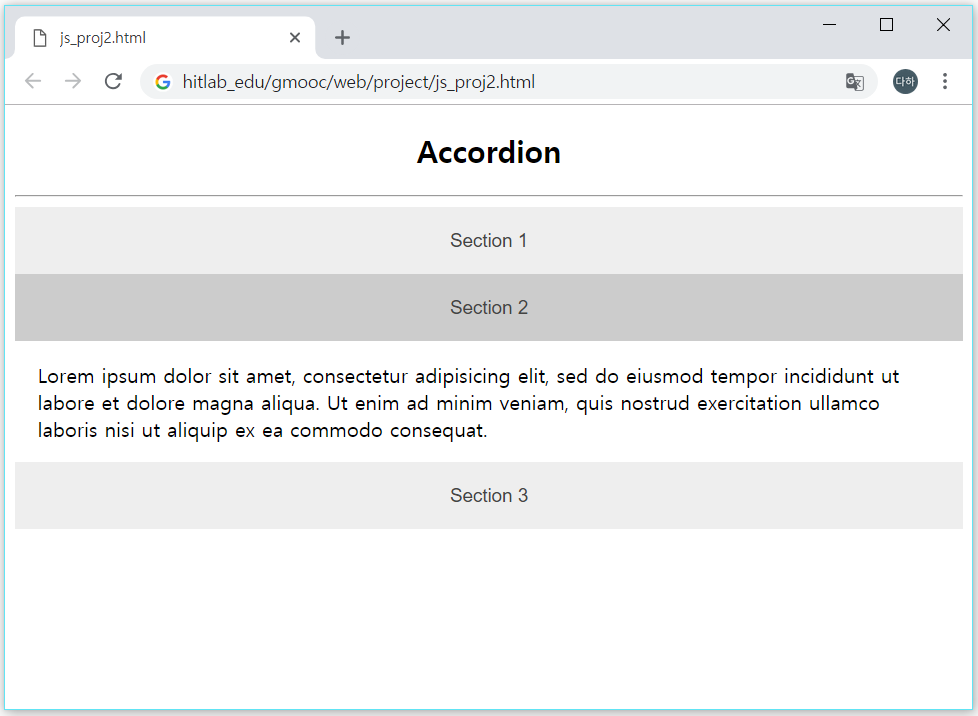 js_proj2.html
hitlab_edu/gmooc/web/project/js_proj2.html
다하
Accordion
Section 1
Section 2
Lorem ipsum dolor sit amet, consectetur adipisicing elit, sed do eiusmod tempor incididunt ut
labore et dolore magna aliqua. Ut enim ad minim veniam, quis nostrud exercitation ullamco
laboris nisi ut aliquip ex ea commodo consequat.
Section 3